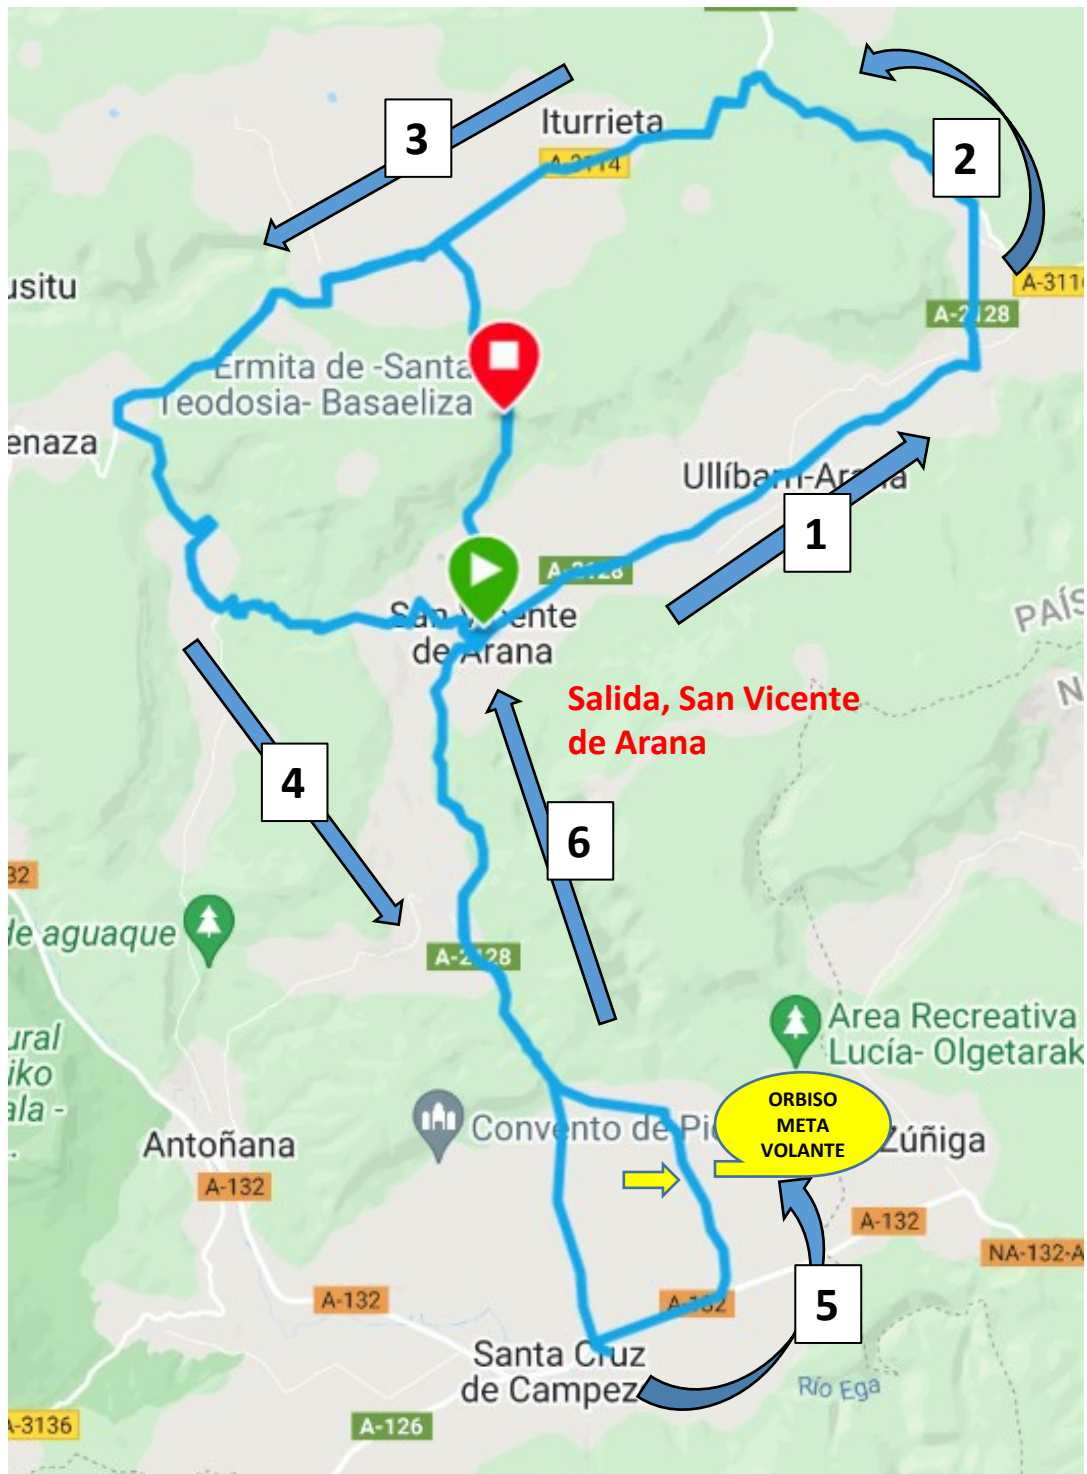 3
Iturrieta
A-3114
2
usitu
A-311
A-2128
Ermita de -Santa
Teodosia- Basaeliza
enaza
Ullíbarri-Arana
1
A-2128
San Vicente
de Arana
PAÍS
N
Salida, San Vicente
de Arana
4
6
32
de aguaque
A-2128
ural
iko
ala -
Area Recreativa
Lucía- Olgetarak
ORBISO
META
VOLANTE
Convento de Pie
Antoñana
Zúñiga
A-132
A-132
NA-132-A
A-132
A-132
5
Santa Cruz
de Campez
Río Ega
A-3136
A-126